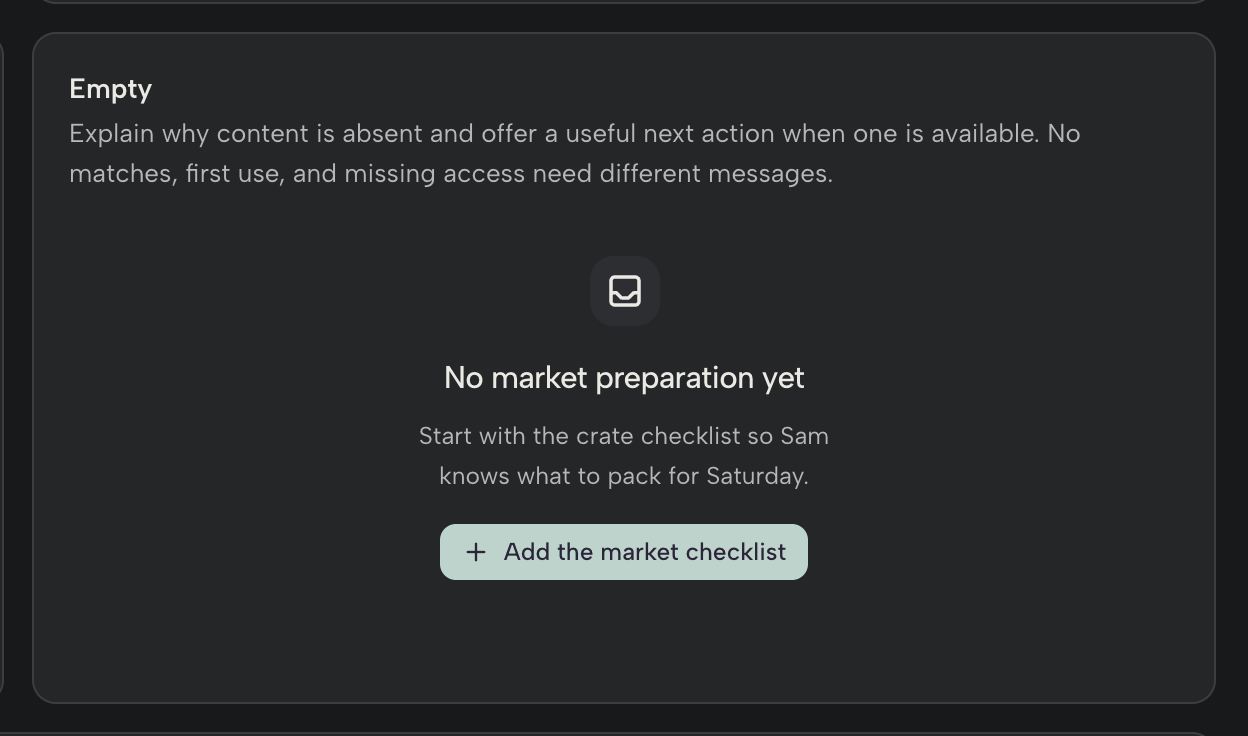 Empty
Explain why content is absent and offer a useful next action when one is available. No
matches, first use, and missing access need different messages.
No market preparation yet
Start with the crate checklist so Sam
knows what to pack for Saturday.
Add the market checklist